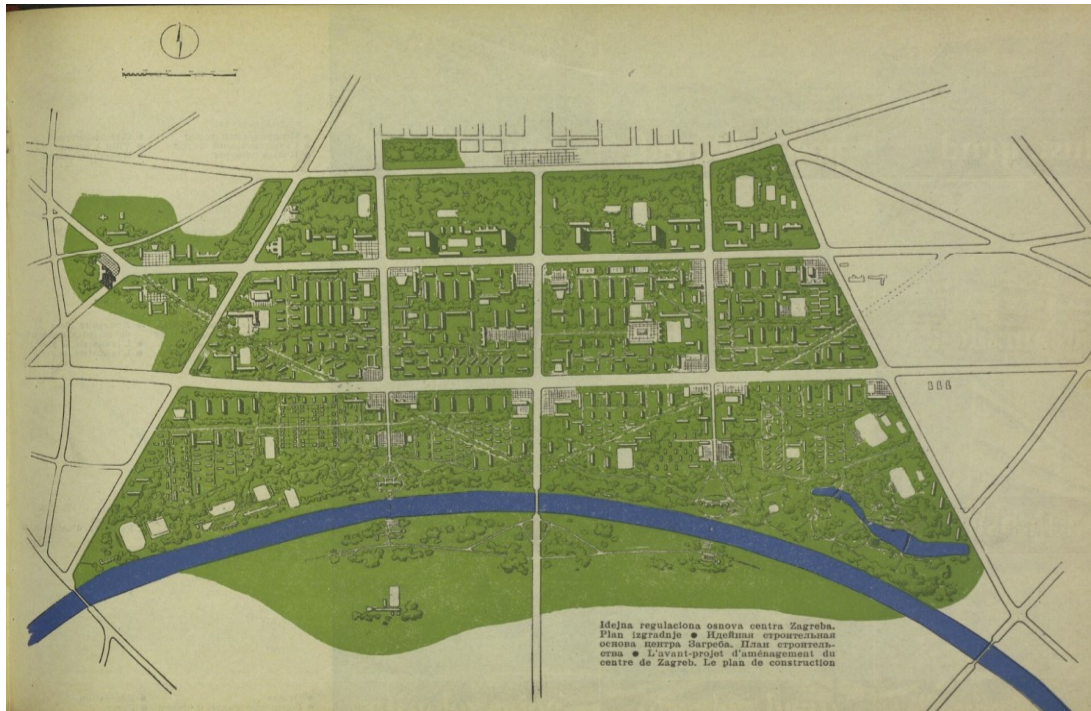 Idejna regulaciona osnova centra Zagreba.
Plan izgradnje ● Идейная строительная
основа центра Загреба. План строитель-
ства ● L'avant-projet d'aménagement du
centre de Zagreb. Le plan de construction